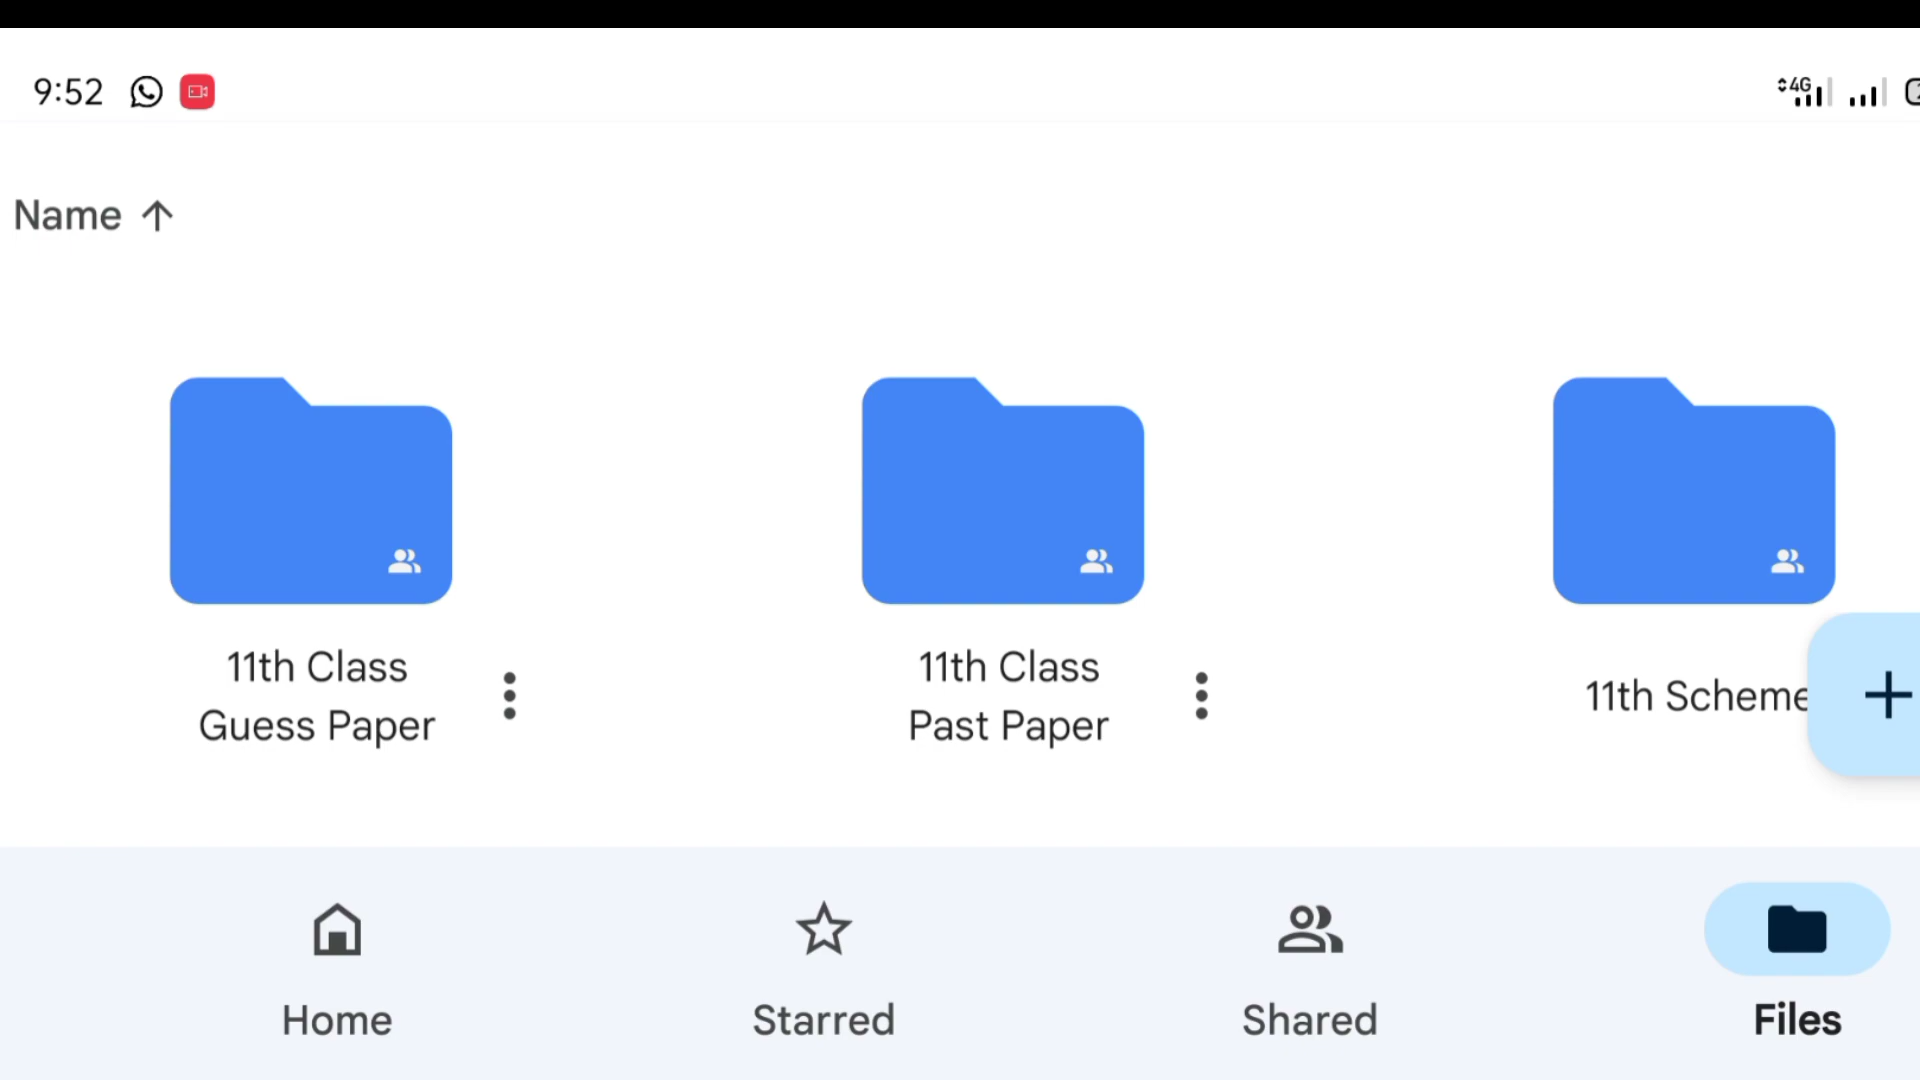 9:52
4G
Name
11th Class
Guess Paper
11th Class
Past Paper
11th Scheme
Home
Starred
Shared
Files